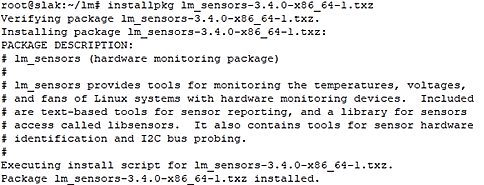 root@slak:~/lm# installpkg lm_sensors-3.4.0-x86_64-1.txz
Verifying package lm_sensors-3.4.0-x86_64-1.txz.
Installing package lm_sensors-3.4.0-x86_64-1.txz:
PACKAGE DESCRIPTION:
# lm_sensors (hardware monitoring package)
#
# lm_sensors provides tools for monitoring the temperatures, voltages,
# and fans of Linux systems with hardware monitoring devices.  Included
# are text-based tools for sensor reporting, and a library for sensors
# access called libsensors.  It also contains tools for sensor hardware
# identification and I2C bus probing.
#
Executing install script for lm_sensors-3.4.0-x86_64-1.txz.
Package lm_sensors-3.4.0-x86_64-1.txz installed.